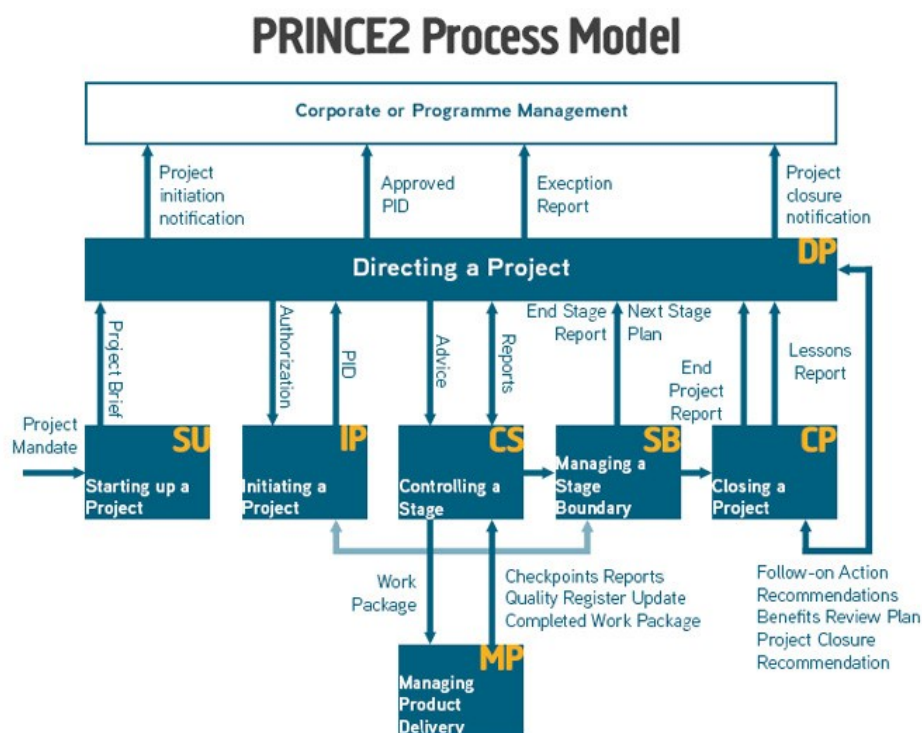 PRINCE2 Process Model
Corporate or Programme Management
Project
initiation
notification
Approved
PID
Execption
Report
Project
closure
notification
Directing a Project
DP
Project Brief
Authorization
PID
Advice
Reports
End Stage
Report
Next Stage
Plan
End
Project
Report
Lessons
Report
Project
Mandate
SU
Starting up a
Project
IP
Initiating a
Project
CS
Controlling a
Stage
SB
Managing a
Stage
Boundary
CP
Closing a
Project
Work
Package
Checkpoints Reports
Quality Register Update
Completed Work Package
Follow-on Action
Recommendations
Benefits Review Plan
Project Closure
Recommendation
MP
Managing
Product
Delivery